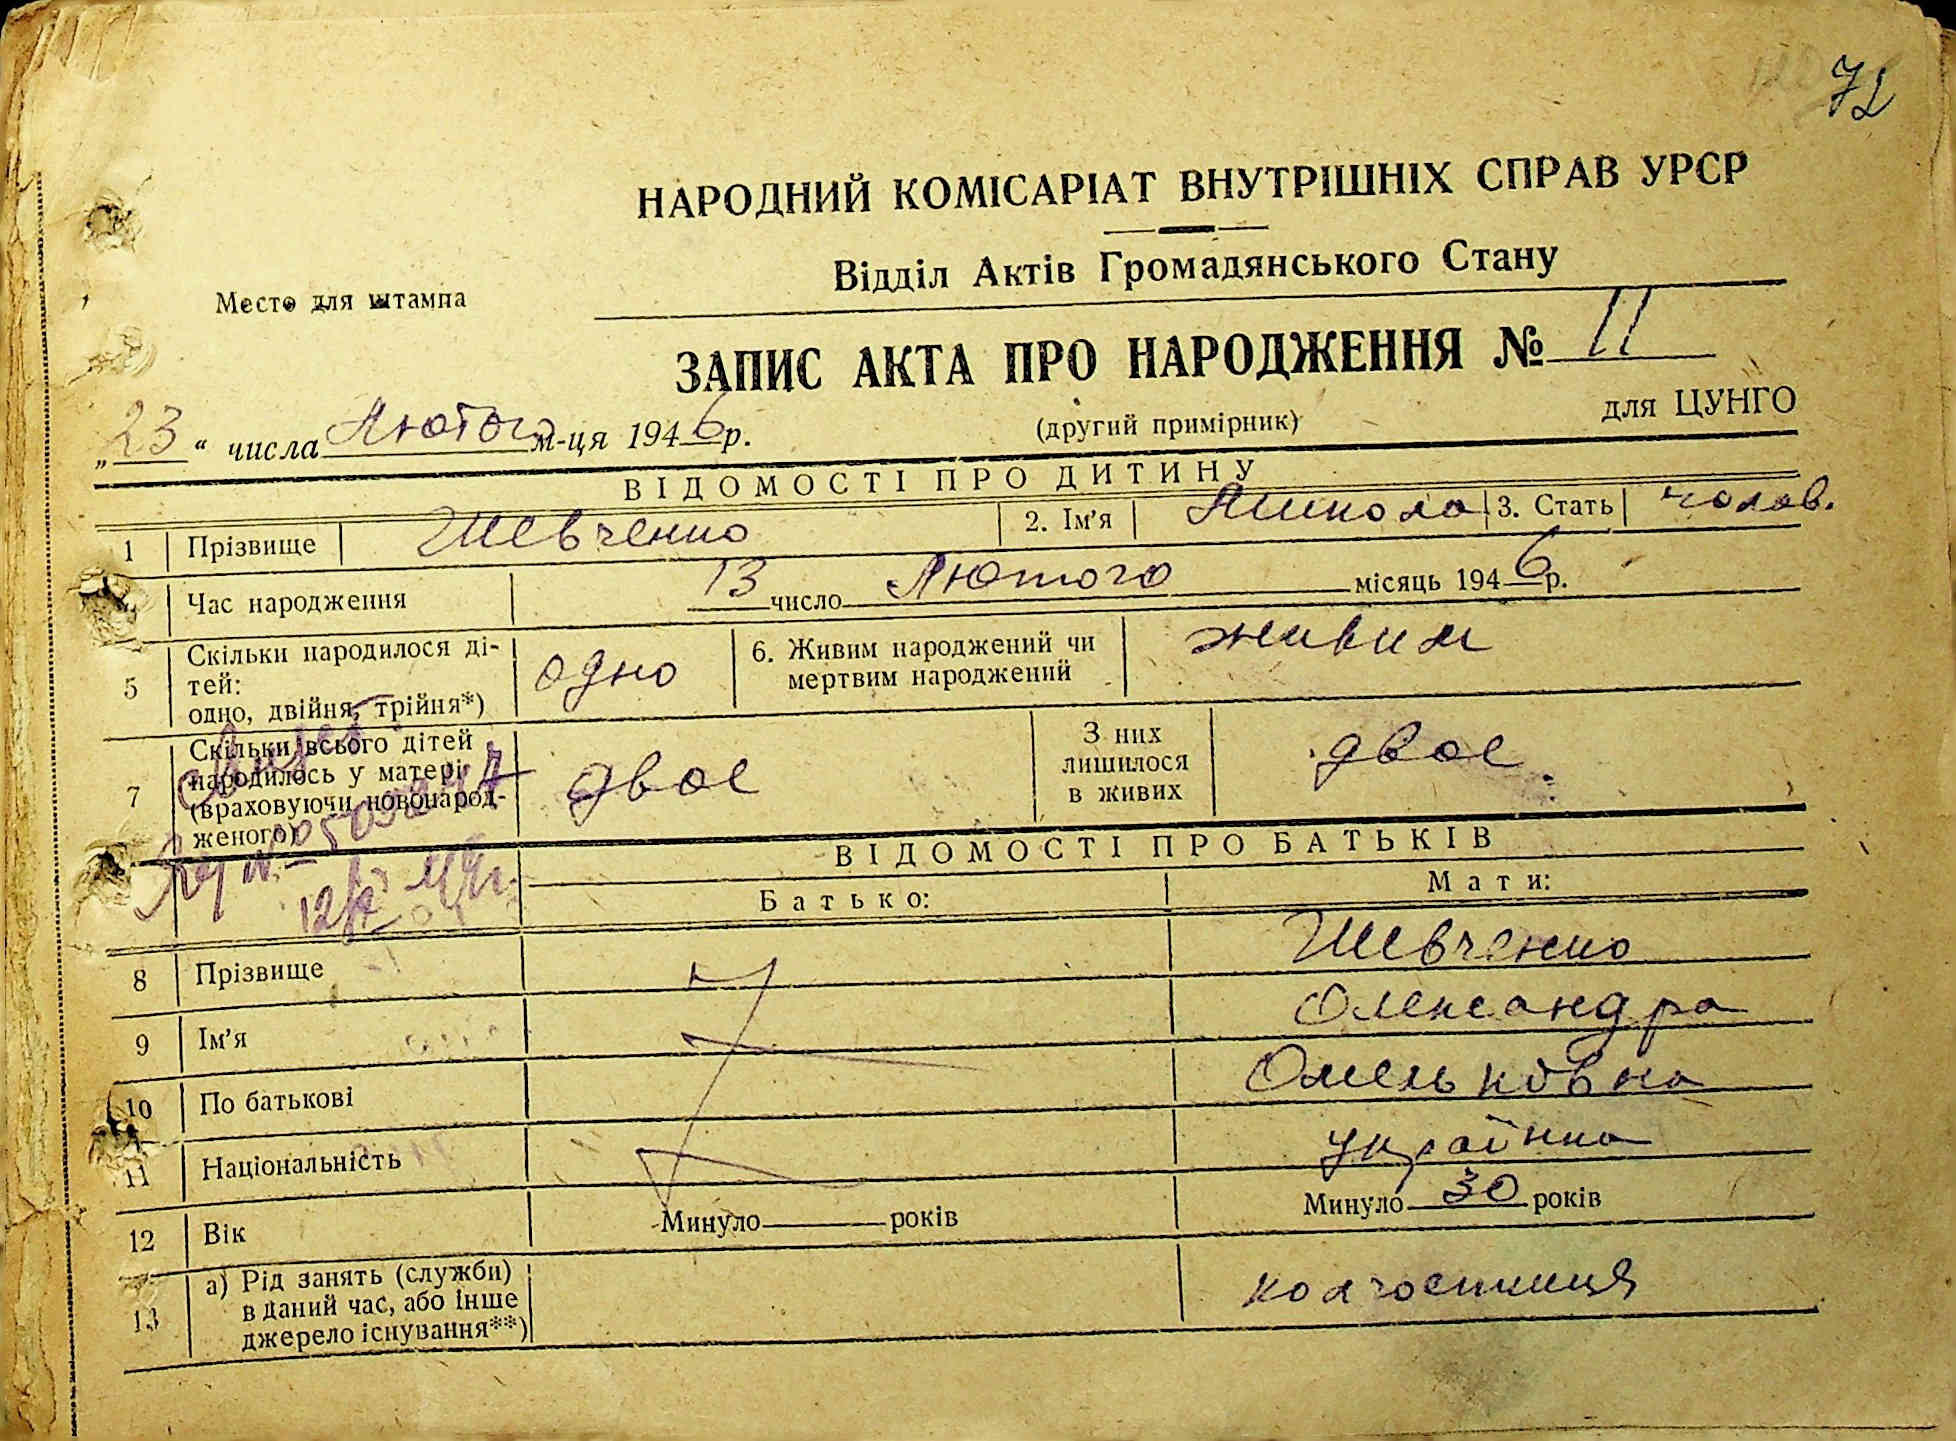 72
НАРОДНИЙ КОМІСАРІАТ ВНУТРІШНІХ СПРАВ УРСР
Відділ Актів Громадянського Стану
Место для штампа
ЗАПИС АКТА ПРО НАРОДЖЕННЯ № 11
„23“ числа Лютого м-ця 1946 р.
(другий примірник)
для ЦУНГО
ВІДОМОСТІ ПРО ДИТИНУ
1 Прізвище Шевченко 2. Ім'я Микола 3. Стать чолов.
Час народження 13 число Лютого місяць 1946 р.
5 Скільки народилося ді-
тей:
одно, двійня, трійня*)
одно
6. Живим народжений чи
мертвим народжений
живим
7 Скільки всього дітей
народилось у матері
(враховуючи новонарод-
женого)
двоє
З них
лишилося
в живих
двоє.
ВІДОМОСТІ ПРО БАТЬКІВ
Батько: Мати:
8 Прізвище Шевченко
9 Ім'я Олександра
10 По батькові Омельковна
11 Національність українка
12 Вік Минуло років Минуло 30 років
13 а) Рід занять (служби)
в даний час, або інше
джерело існування**)
колгоспниця